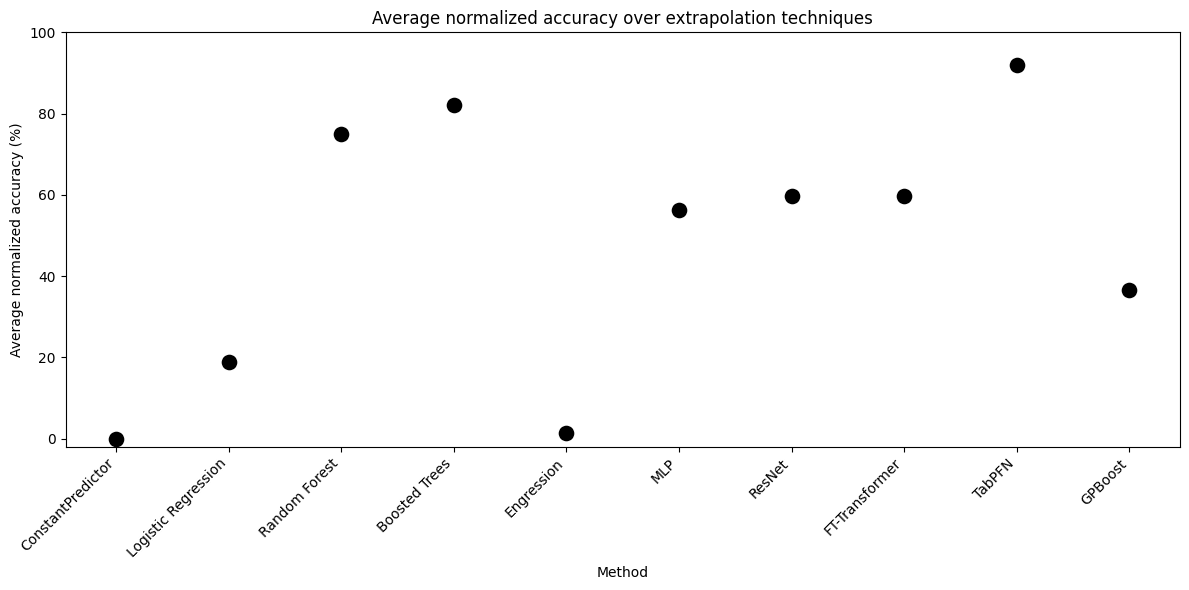 Average normalized accuracy over extrapolation techniques
Average normalized accuracy (%)
100
80
60
40
20
0
ConstantPredictor
Logistic Regression
Random Forest
Boosted Trees
Engression
MLP
ResNet
FT-Transformer
TabPFN
GPBoost
Method